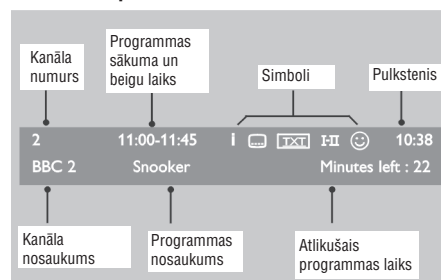 Kanāla
numurs
Programmas
sākuma un
beigu laiks
Simboli
Pulkstenis
2 11:00-11:45 i TXT I-II 10:38
BBC 2 Snooker Minutes left : 22
Kanāla
nosaukums
Programmas
nosaukums
Atlikušais
programmas laiks